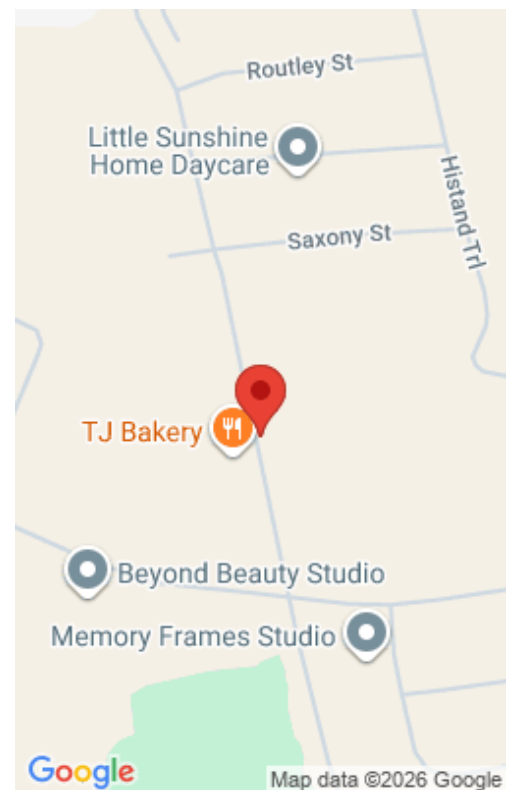 Routley St
Little Sunshine
Home Daycare
Histand Trl
Saxony St
TJ Bakery
Beyond Beauty Studio
Memory Frames Studio
Google
Map data ©2026 Google